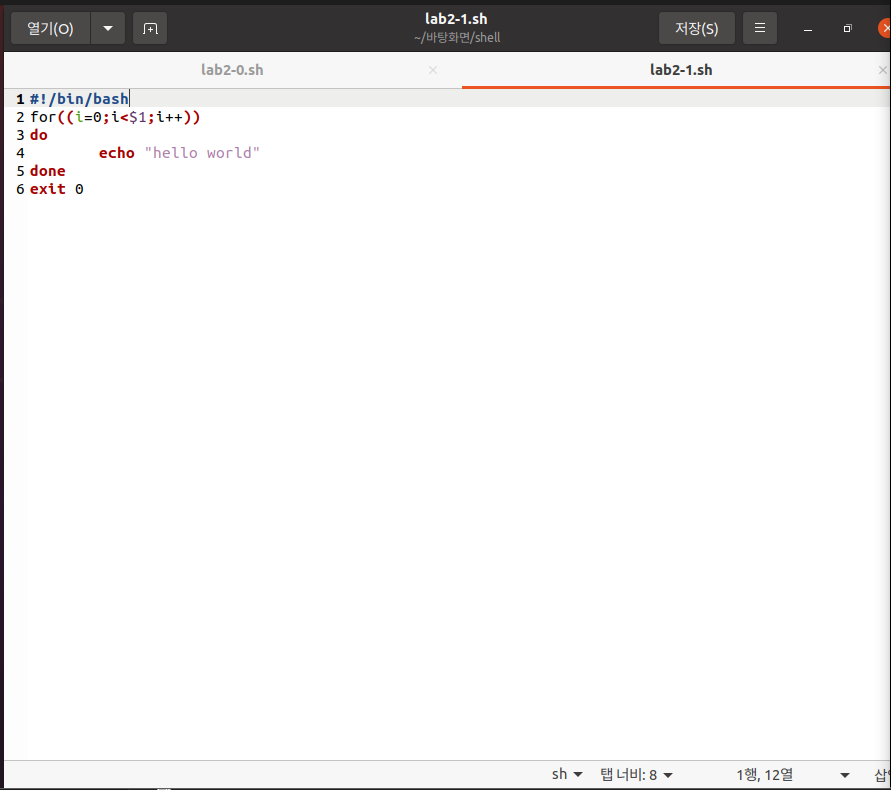 열기(O)
lab2-1.sh
~/바탕화면/shell
저장(S)
lab2-0.sh
lab2-1.sh
1 #!/bin/bash
2 for((i=0;i<$1;i++))
3 do
4 echo "hello world"
5 done
6 exit 0
sh 탭 너비: 8 1행, 12열